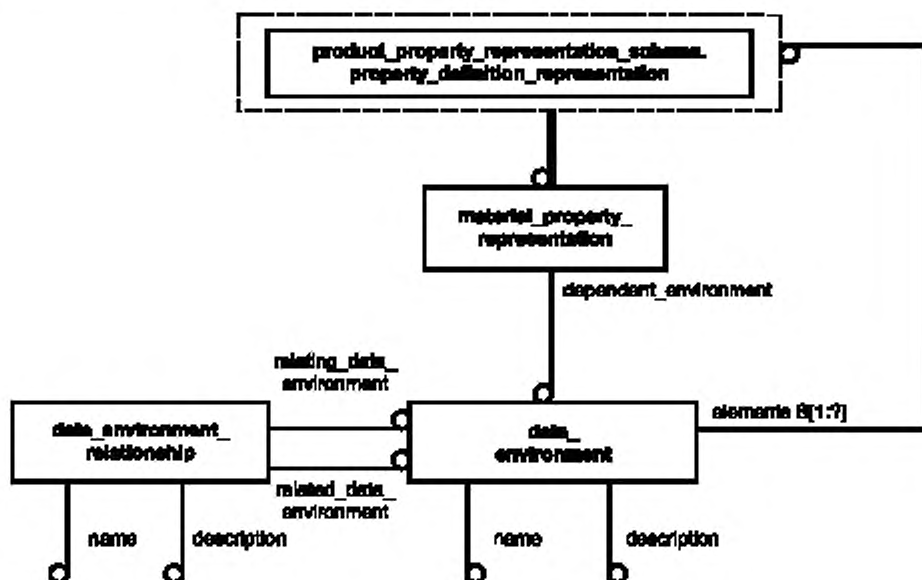 product_property_representation_schema.
property_definition_representation
material_property_
representation
dependent_environment
relating_data_
environment
elements S[1:?]
data_environment_
relationship
data_
environment
related_data_
environment
name
description
name
description